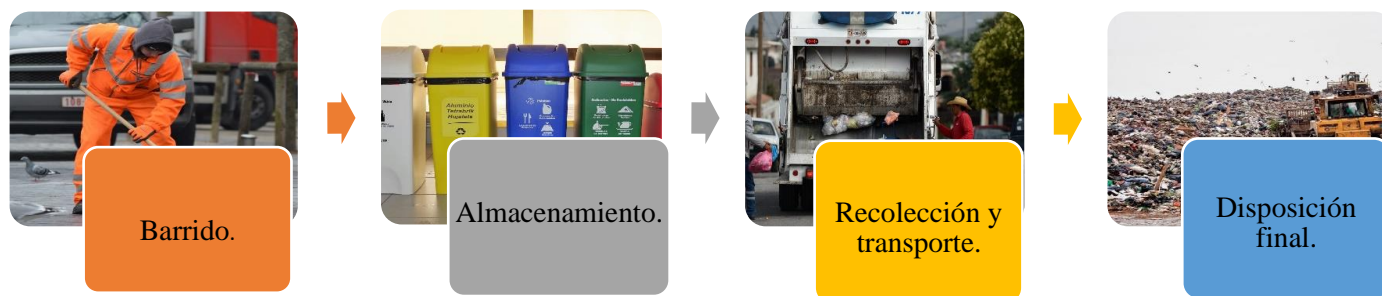 Barrido.
Almacenamiento.
Recolección y
transporte.
Disposición
final.